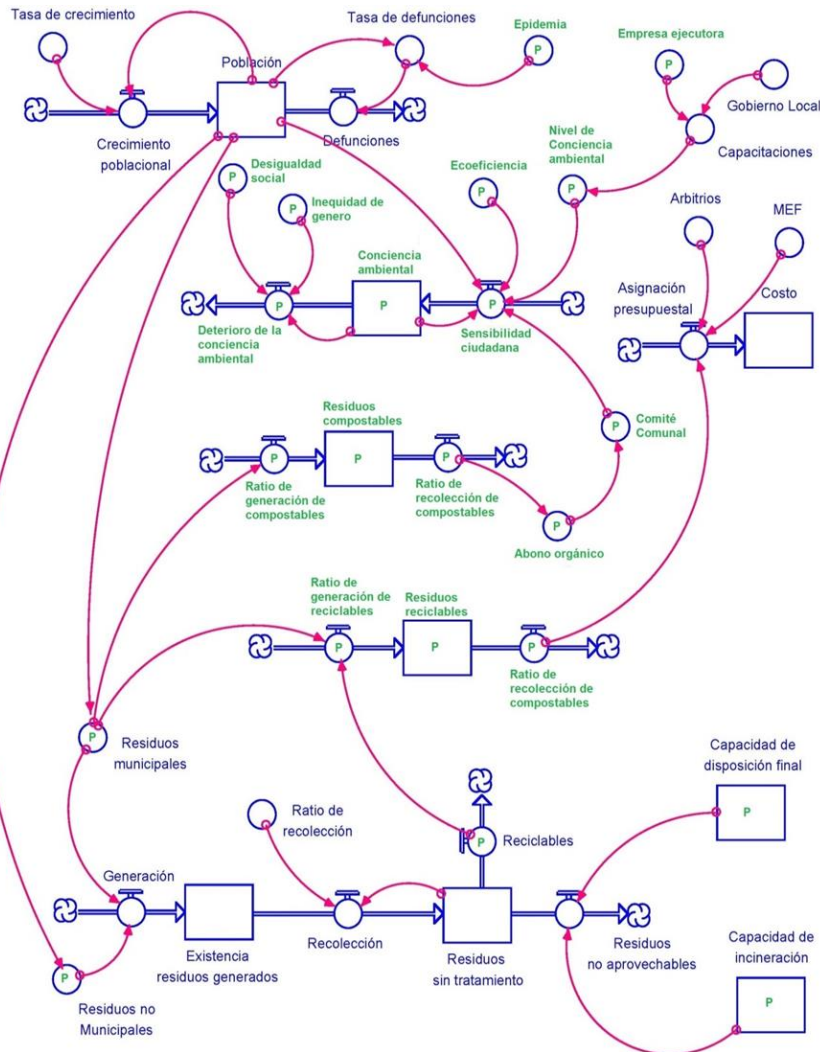 Tasa de crecimiento
Tasa de defunciones
Epidemia
P
Empresa ejecutora
P
Gobierno Local
Capacitaciones
Población
Crecimiento
poblacional
Defunciones
Nivel de
Conciencia
ambiental
P
Ecoeficiencia
P
Desigualdad
social
P
Inequidad de
genero
P
Arbitrios
MEF
Conciencia
ambiental
P
P
Deterioro de la
conciencia
ambiental
P
Sensibilidad
ciudadana
Asignación
presupuestal
Costo
Residuos
compostables
P
P
Ratio de
generación de
compostables
P
Ratio de
recolección de
compostables
P
Comité
Comunal
P
Abono orgánico
Ratio de
generación de
reciclables
P
Residuos
reciclables
P
P
Ratio de
recolección de
compostables
P
Residuos
municipales
Capacidad de
disposición final
P
Ratio de
recolección
P
Reciclables
Generación
Existencia
residuos generados
Recolección
Residuos
sin tratamiento
Residuos
no aprovechables
Capacidad de
incineración
P
P
Residuos no
Municipales